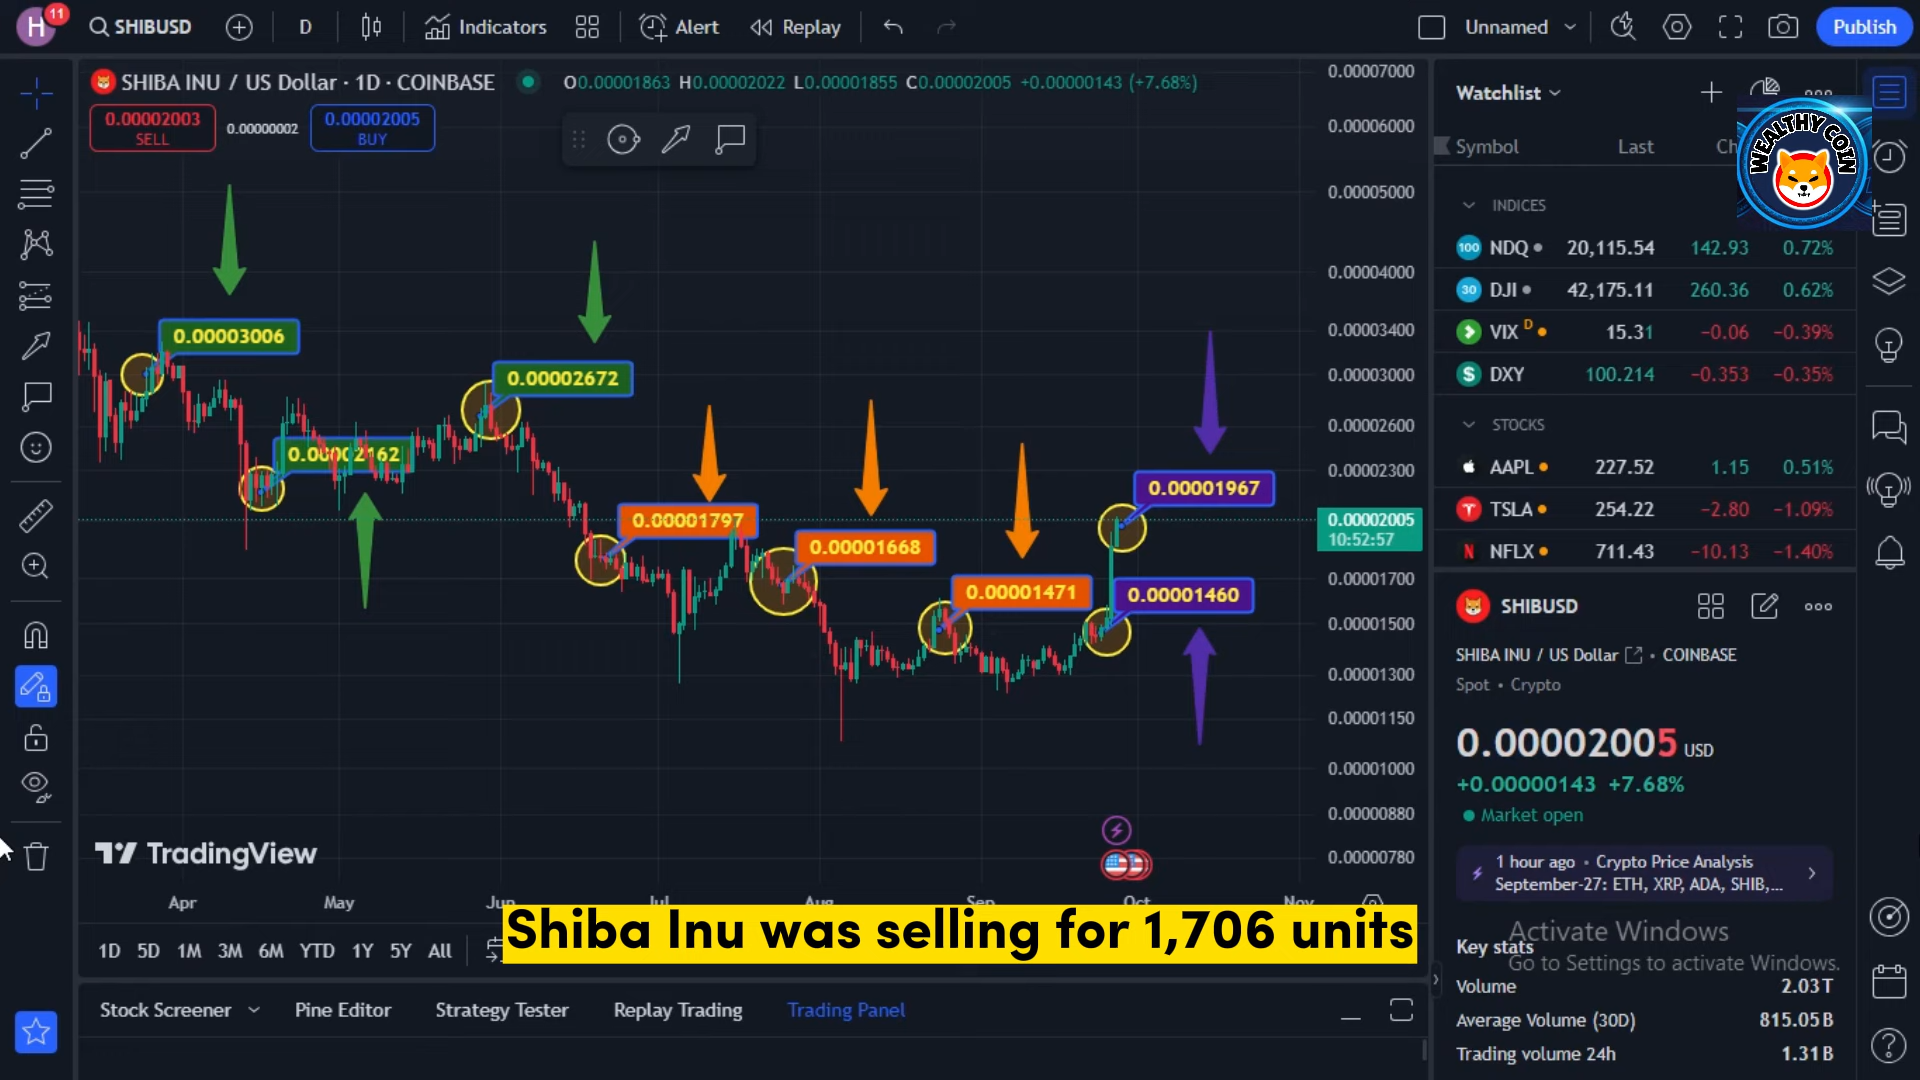 H
11
SHIBUSD
D
Indicators
Alert
Replay
Unnamed
Publish
SHIBA INU / US Dollar · 1D · COINBASE
O0.00001863 H0.00002022 L0.00001855 C0.00002005 +0.00000143 (+7.68%)
0.00002003
SELL
0.00000002
0.00002005
BUY
0.00003006
0.00002162
0.00002672
0.00001797
0.00001668
0.00001471
0.00001967
0.00001460
0.00007000
0.00006000
0.00005000
0.00004000
0.00003400
0.00003000
0.00002600
0.00002300
0.00002005
10:52:57
0.00001700
0.00001500
0.00001300
0.00001150
0.00001000
0.00000880
0.00000780
TradingView
Apr May Jun Jul Aug Sep Oct Nov
Shiba Inu was selling for 1,706 units
1D 5D 1M 3M 6M YTD 1Y 5Y All
Stock Screener Pine Editor Strategy Tester Replay Trading Trading Panel
Watchlist
WEALTHY COIN
Symbol Last Ch
INDICES
100 NDQ 20,115.54 142.93 0.72%
30 DJI 42,175.11 260.36 0.62%
VIX D 15.31 −0.06 −0.39%
$ DXY 100.214 −0.353 −0.35%
STOCKS
AAPL 227.52 1.15 0.51%
TSLA 254.22 −2.80 −1.09%
N NFLX 711.43 −10.13 −1.40%
SHIBUSD
SHIBA INU / US Dollar • COINBASE
Spot • Crypto
0.00002005 USD
+0.00000143 +7.68%
Market open
1 hour ago • Crypto Price Analysis
September-27: ETH, XRP, ADA, SHIB,...
Activate Windows
Go to Settings to activate Windows.
Key stats
Volume 2.03T
Average Volume (30D) 815.05B
Trading volume 24h 1.31B